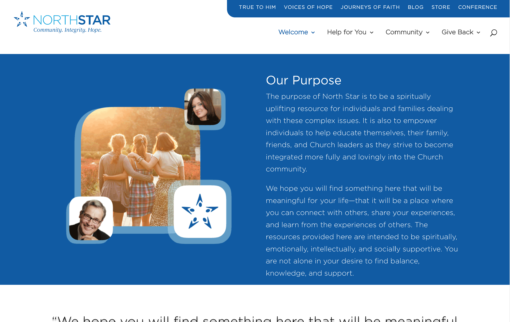 TRUE TO HIM VOICES OF HOPE JOURNEYS OF FAITH BLOG STORE CONFERENCE
NORTHSTAR
Community. Integrity. Hope.
Welcome Help for You Community Give Back
Our Purpose
The purpose of North Star is to be a spiritually
uplifting resource for individuals and families dealing
with these complex issues. It is also to empower
individuals to help educate themselves, their family,
friends, and Church leaders as they strive to become
integrated more fully and lovingly into the Church
community.
We hope you will find something here that will be
meaningful for your life—that it will be a place where
you can connect with others, share your experiences,
and learn from the experiences of others. The
resources provided here are intended to be spiritually,
emotionally, intellectually, and socially supportive. You
are not alone in your desire to find balance,
knowledge, and support.
"We hope you will find something here that will be meaningful